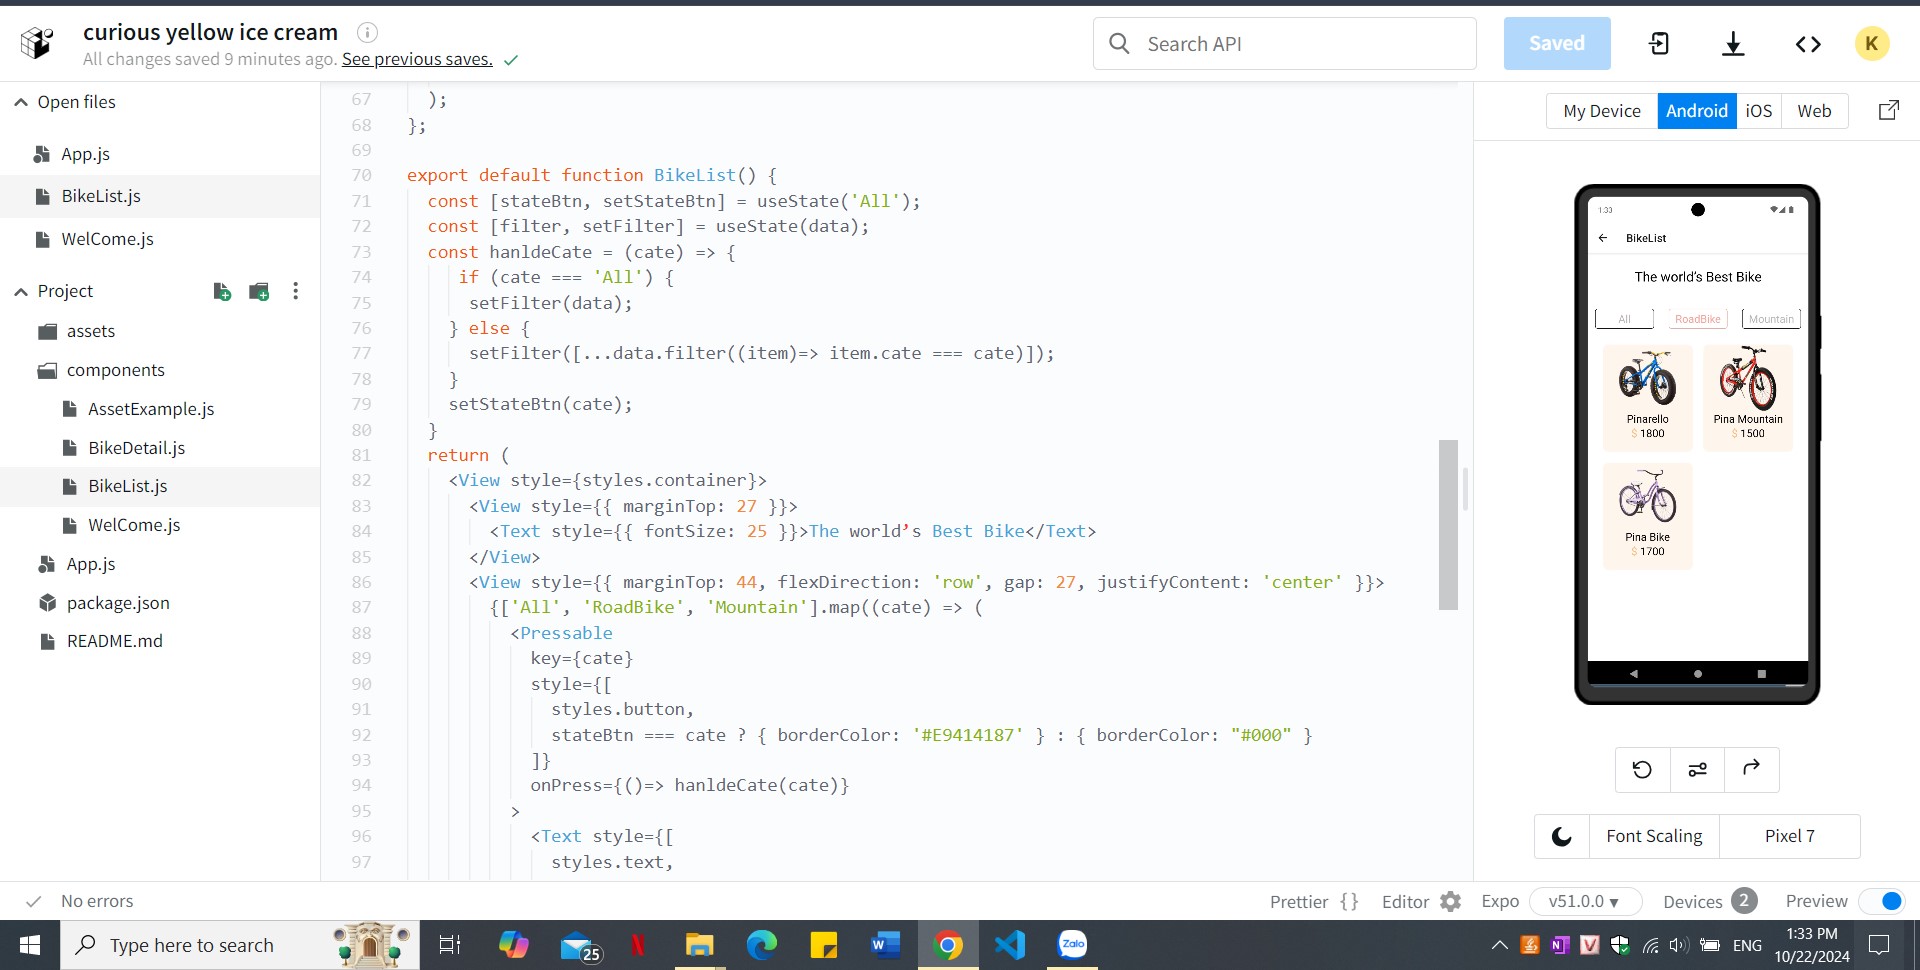 curious yellow ice cream
All changes saved 9 minutes ago. See previous saves.
Search API
Saved
K
Open files
App.js
BikeList.js
WelCome.js
Project
assets
components
AssetExample.js
BikeDetail.js
BikeList.js
WelCome.js
App.js
package.json
README.md
67 );
68 };
69
70 export default function BikeList() {
71 const [stateBtn, setStateBtn] = useState('All');
72 const [filter, setFilter] = useState(data);
73 const hanldeCate = (cate) => {
74 if (cate === 'All') {
75 setFilter(data);
76 } else {
77 setFilter([...data.filter((item)=> item.cate === cate)]);
78 }
79 setStateBtn(cate);
80 }
81 return (
82 <View style={styles.container}>
83 <View style={{ marginTop: 27 }}>
84 <Text style={{ fontSize: 25 }}>The world’s Best Bike</Text>
85 </View>
86 <View style={{ marginTop: 44, flexDirection: 'row', gap: 27, justifyContent: 'center' }}>
87 {['All', 'RoadBike', 'Mountain'].map((cate) => (
88 <Pressable
89 key={cate}
90 style={[
91 styles.button,
92 stateBtn === cate ? { borderColor: '#E9414187' } : { borderColor: "#000" }
93 ]}
94 onPress={()=> hanldeCate(cate)}
95 >
96 <Text style={[
97 styles.text,
My Device
Android
iOS
Web
1:33
BikeList
The world’s Best Bike
All
RoadBike
Mountain
Pinarello
$ 1800
Pina Mountain
$ 1500
Pina Bike
$ 1700
Font Scaling
Pixel 7
No errors
Prettier {}
Editor
Expo
v51.0.0
Devices 2
Preview
Type here to search
25
Zalo
ENG
1:33 PM
10/22/2024